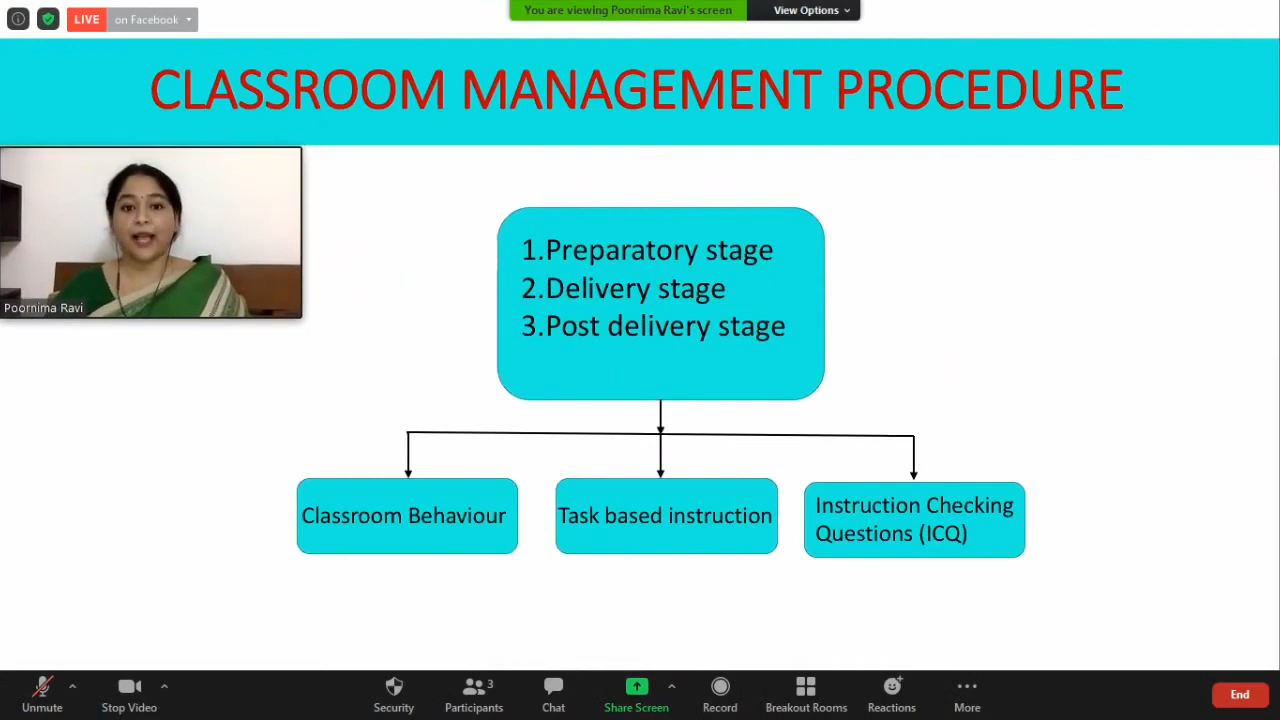 LIVE on Facebook
You are viewing Poornima Ravi's screen
View Options
CLASSROOM MANAGEMENT PROCEDURE
Poornima Ravi
1.Preparatory stage
2.Delivery stage
3.Post delivery stage
Classroom Behaviour
Task based instruction
Instruction Checking
Questions (ICQ)
Unmute
Stop Video
Security
3
Participants
Chat
Share Screen
Record
Breakout Rooms
Reactions
More
End